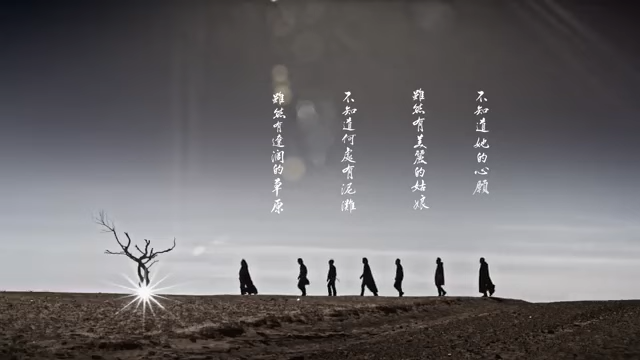 雖然有遼濶的草原
不知道何處有泥灘
雖然有美麗的姑娘
不知道她的心願